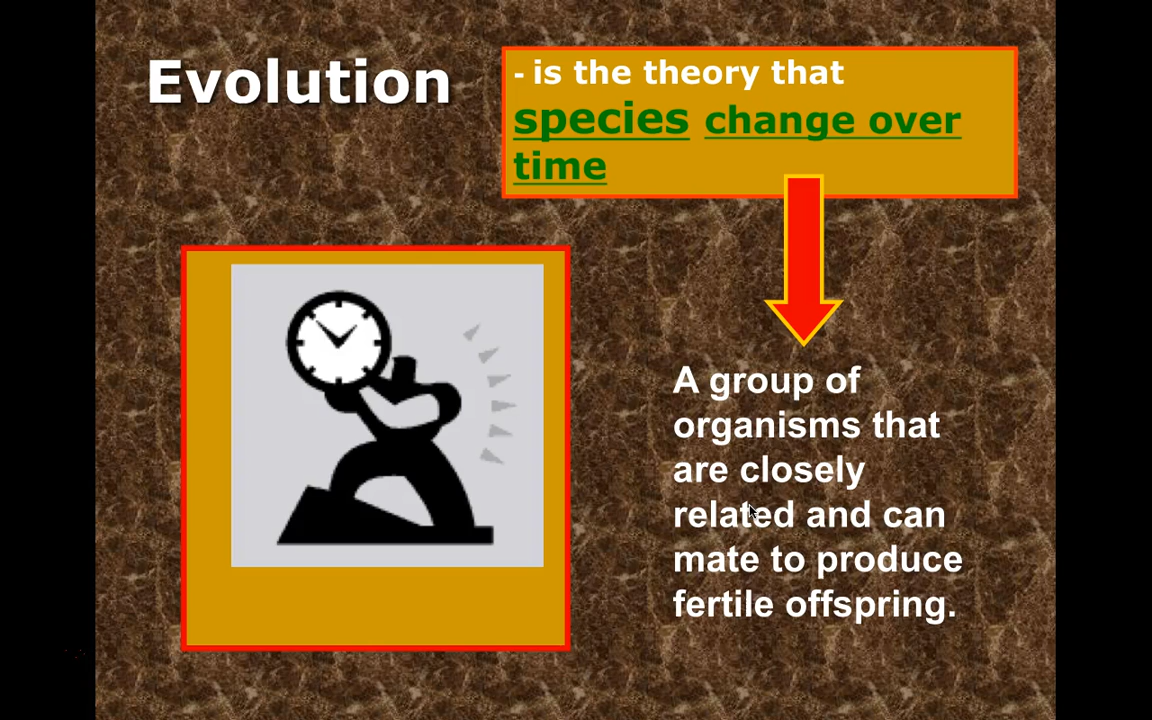 Evolution
- is the theory that
species change over
time
A group of
organisms that
are closely
related and can
mate to produce
fertile offspring.